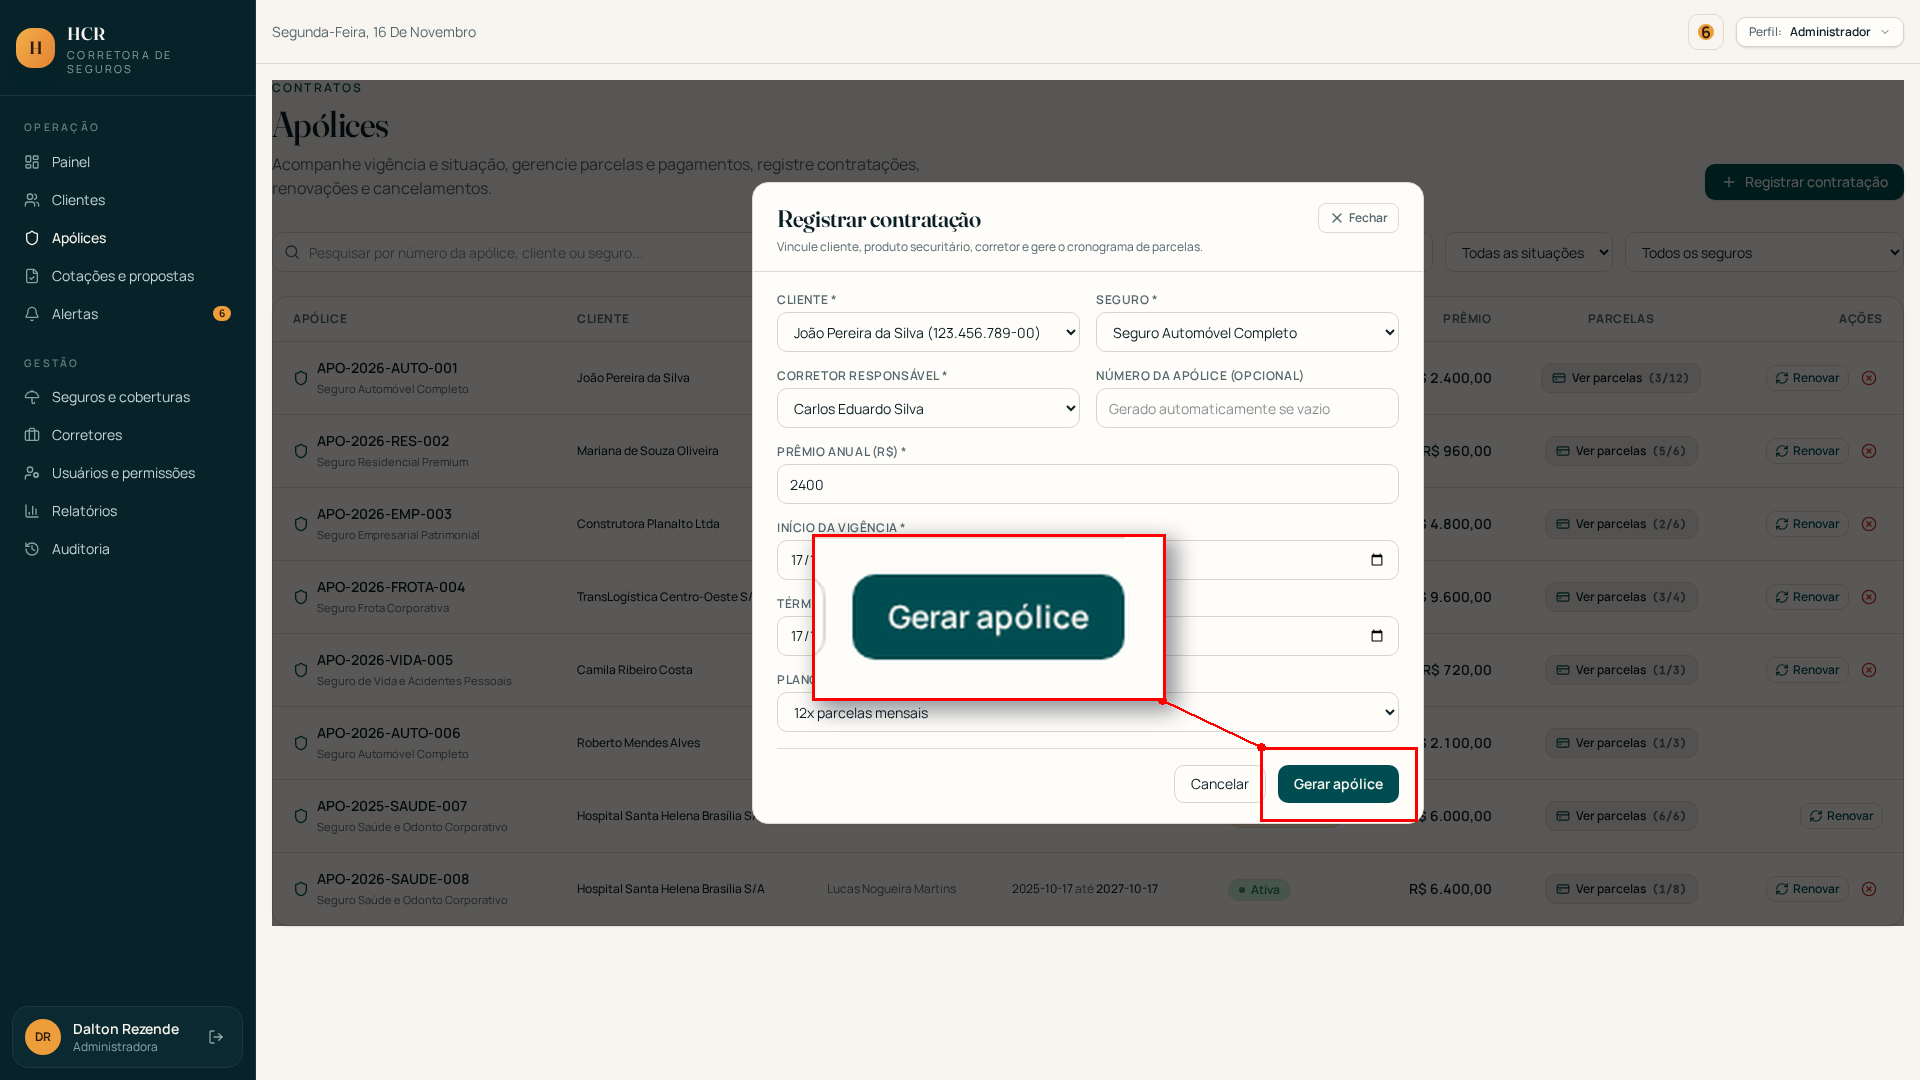 H
HCR
CORRETORA DE
SEGUROS
OPERAÇÃO
Painel
Clientes
Apólices
Cotações e propostas
Alertas 6
GESTÃO
Seguros e coberturas
Corretores
Usuários e permissões
Relatórios
Auditoria
DR
Dalton Rezende
Administradora
Segunda-Feira, 16 De Novembro
6
Perfil: Administrador
CONTRATOS
Apólices
Acompanhe vigência e situação, gerencie parcelas e pagamentos, registre contratações,
renovações e cancelamentos.
Registrar contratação
Pesquisar por número da apólice, cliente ou seguro...
Todas as situações
Todos os seguros
APÓLICE CLIENTE PRÊMIO PARCELAS AÇÕES
APO-2026-AUTO-001
Seguro Automóvel Completo
João Pereira da Silva
2.400,00
Ver parcelas (3/12)
Renovar
APO-2026-RES-002
Seguro Residencial Premium
Mariana de Souza Oliveira
R$ 960,00
Ver parcelas (5/6)
Renovar
APO-2026-EMP-003
Seguro Empresarial Patrimonial
Construtora Planalto Ltda
4.800,00
Ver parcelas (2/6)
Renovar
APO-2026-FROTA-004
Seguro Frota Corporativa
TransLogística Centro-Oeste S/
9.600,00
Ver parcelas (3/4)
Renovar
APO-2026-VIDA-005
Seguro de Vida e Acidentes Pessoais
Camila Ribeiro Costa
R$ 720,00
Ver parcelas (1/3)
Renovar
APO-2026-AUTO-006
Seguro Automóvel Completo
Roberto Mendes Alves
2.100,00
Ver parcelas (1/3)
APO-2025-SAUDE-007
Seguro Saúde e Odonto Corporativo
Hospital Santa Helena Brasília S/
6.000,00
Ver parcelas (6/6)
Renovar
APO-2026-SAUDE-008
Seguro Saúde e Odonto Corporativo
Hospital Santa Helena Brasília S/A
Lucas Nogueira Martins
2025-10-17 até 2027-10-17
Ativa
R$ 6.400,00
Ver parcelas (1/8)
Renovar
Registrar contratação
Fechar
Vincule cliente, produto securitário, corretor e gere o cronograma de parcelas.
CLIENTE *
João Pereira da Silva (123.456.789-00)
SEGURO *
Seguro Automóvel Completo
CORRETOR RESPONSÁVEL *
Carlos Eduardo Silva
NÚMERO DA APÓLICE (OPCIONAL)
Gerado automaticamente se vazio
PRÊMIO ANUAL (R$) *
2400
INÍCIO DA VIGÊNCIA *
17/
TÉRM
17/
PLAN
12x parcelas mensais
Gerar apólice
Cancelar
Gerar apólice